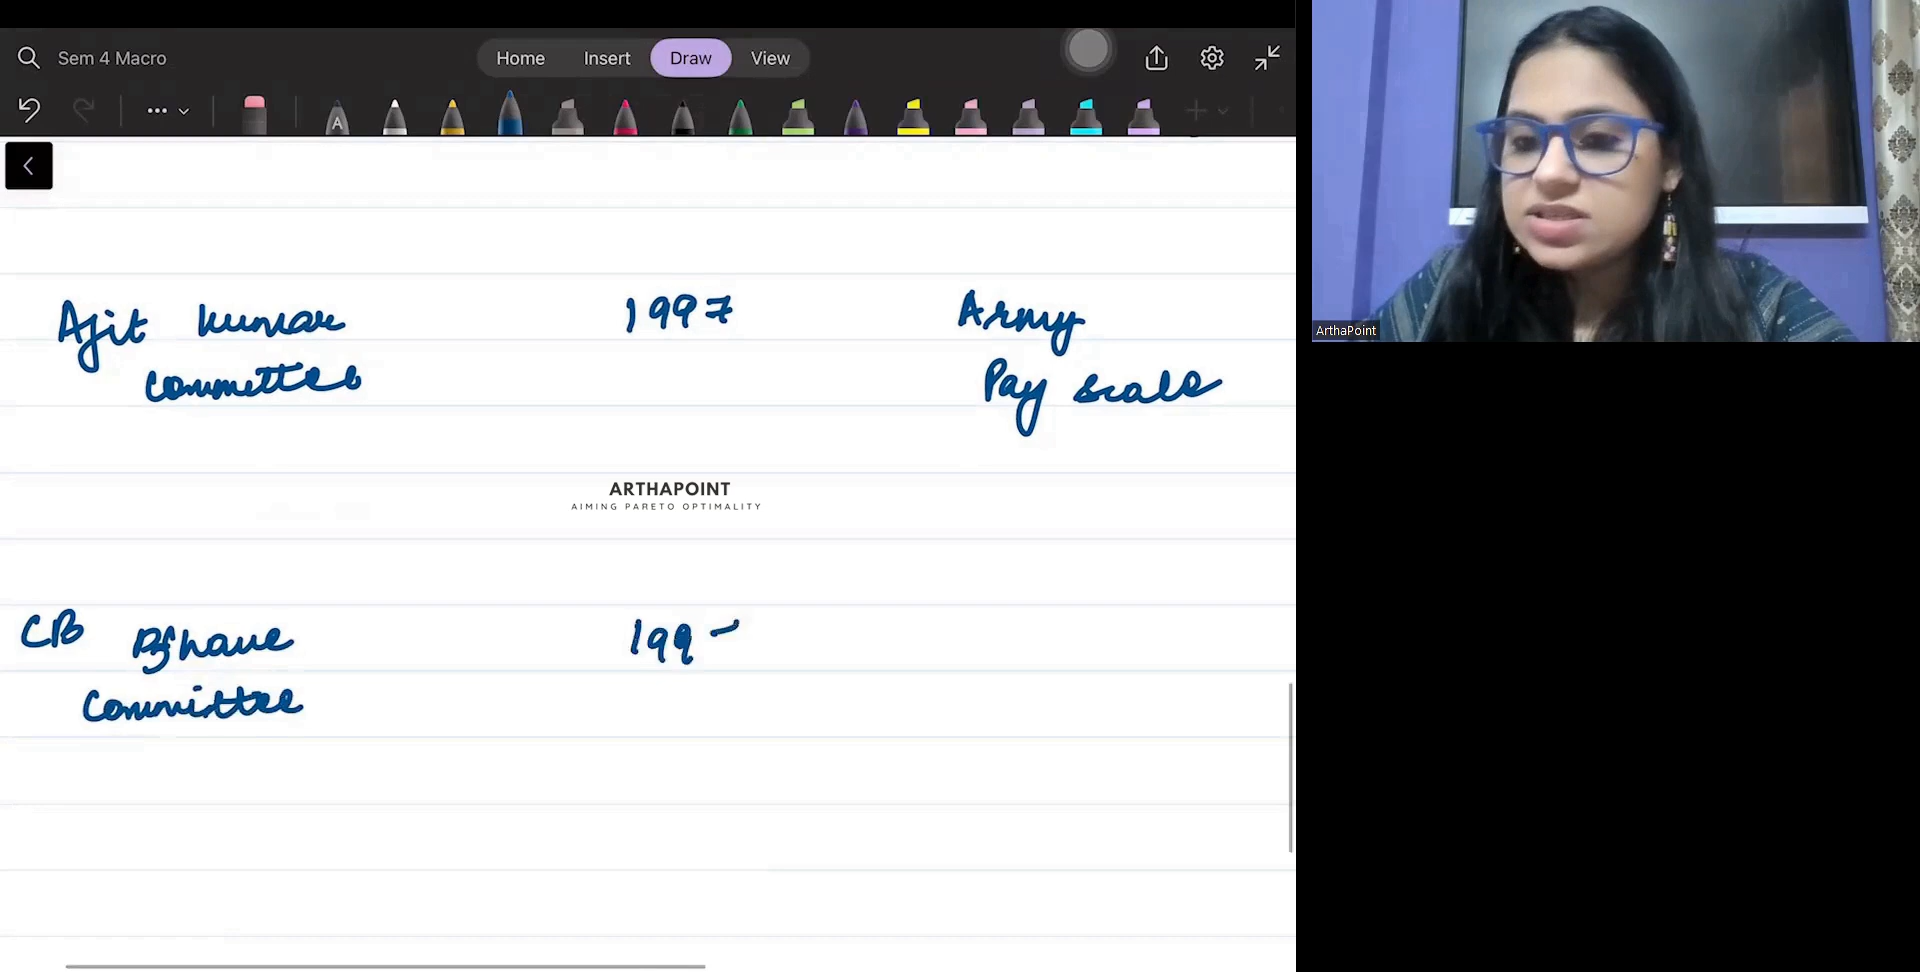 Sem 4 Macro
Home Insert Draw View
A
Ajit Kumar 1997 Army
Committee Pay scale
ARTHAPOINT
AIMING PARETO OPTIMALITY
CB Bhave 199
Committee
ArthaPoint